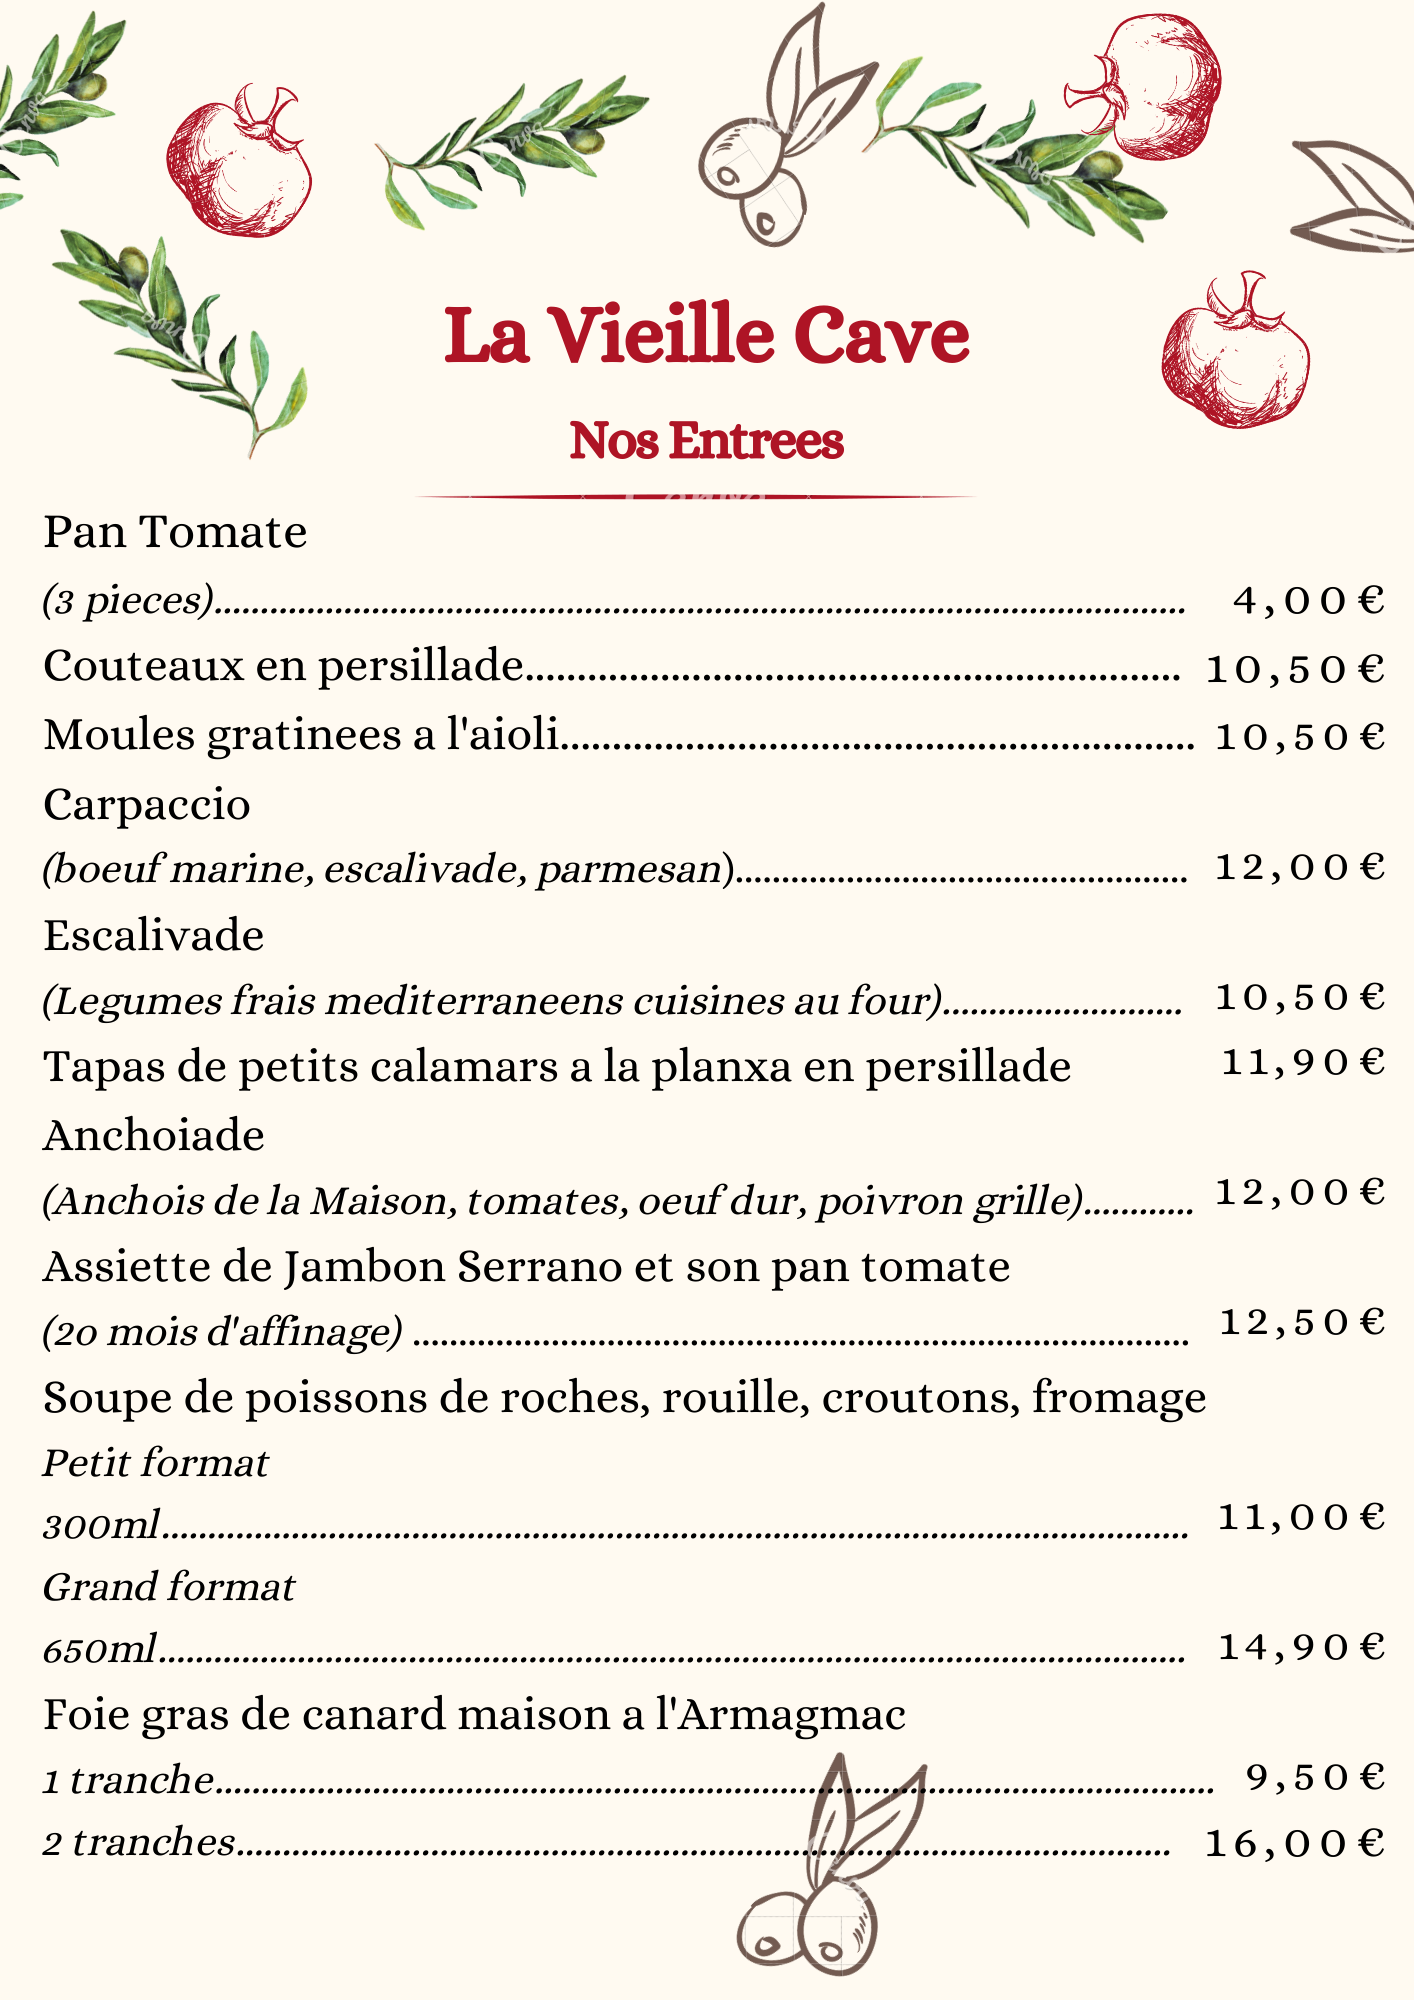 La Vieille Cave
Nos Entrees
Pan Tomate
(3 pieces)........................................................................................................ 4,00€
Couteaux en persillade.............................................................. 10,50€
Moules gratinees a l'aioli............................................................ 10,50€
Carpaccio
(boeuf marine, escalivade, parmesan)................................................ 12,00€
Escalivade
(Legumes frais mediterraneens cuisines au four).......................... 10,50€
Tapas de petits calamars a la planxa en persillade 11,90€
Anchoiade
(Anchois de la Maison, tomates, oeuf dur, poivron grille)............ 12,00€
Assiette de Jambon Serrano et son pan tomate
(20 mois d'affinage) .................................................................................... 12,50€
Soupe de poissons de roches, rouille, croutons, fromage
Petit format
300ml.............................................................................................................. 11,00€
Grand format
650ml.............................................................................................................. 14,90€
Foie gras de canard maison a l'Armagmac
1 tranche........................................................................................................... 9,50€
2 tranches.................................................................................................... 16,00€